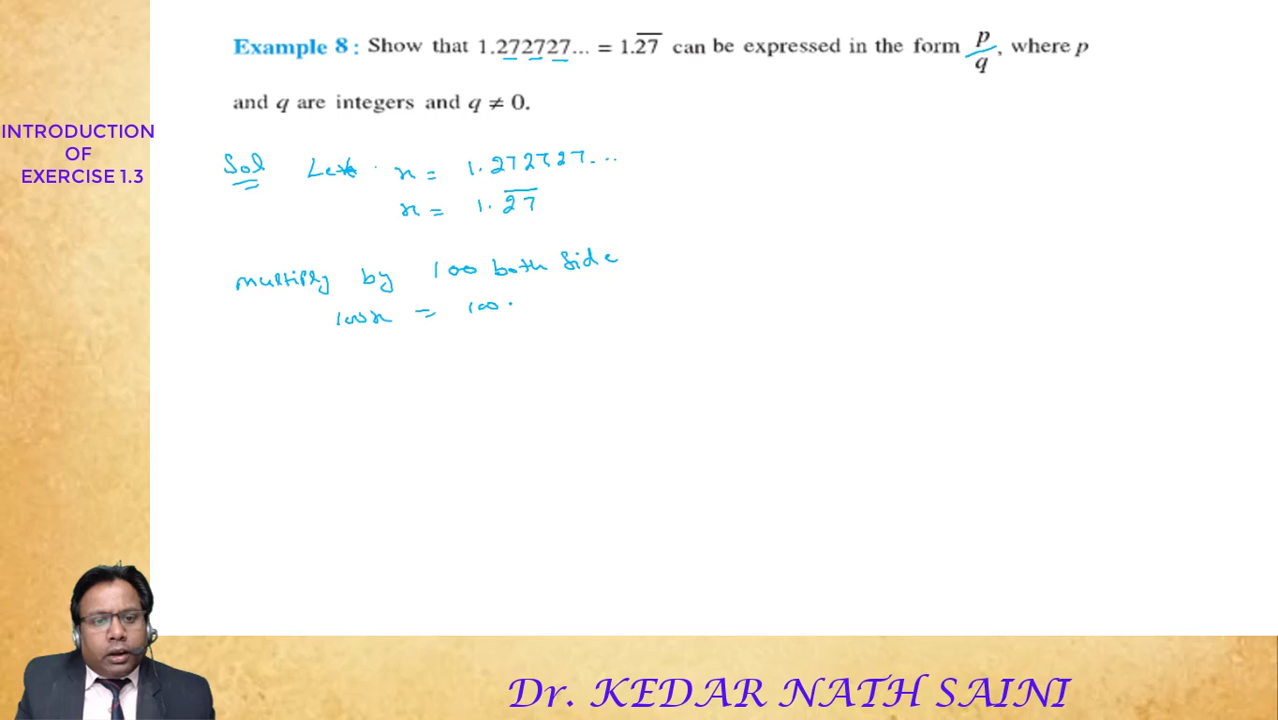 Example 8 : Show that 1.272727... = 1.2̅7̅ can be expressed in the form p/q, where p
and q are integers and q ≠ 0.
INTRODUCTION
OF
EXERCISE 1.3
Sol Let x = 1.272727...
x = 1.2̅7̅
multiply by 100 both side
100x = 100.
Dr. KEDAR NATH SAINI